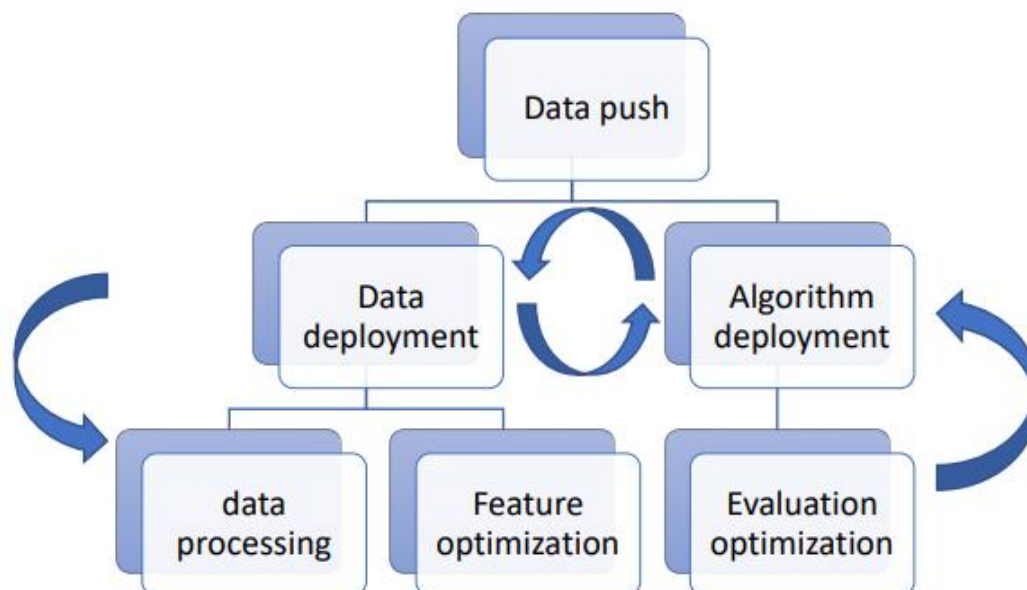 Data push
Data
deployment
Algorithm
deployment
data
processing
Feature
optimization
Evaluation
optimization